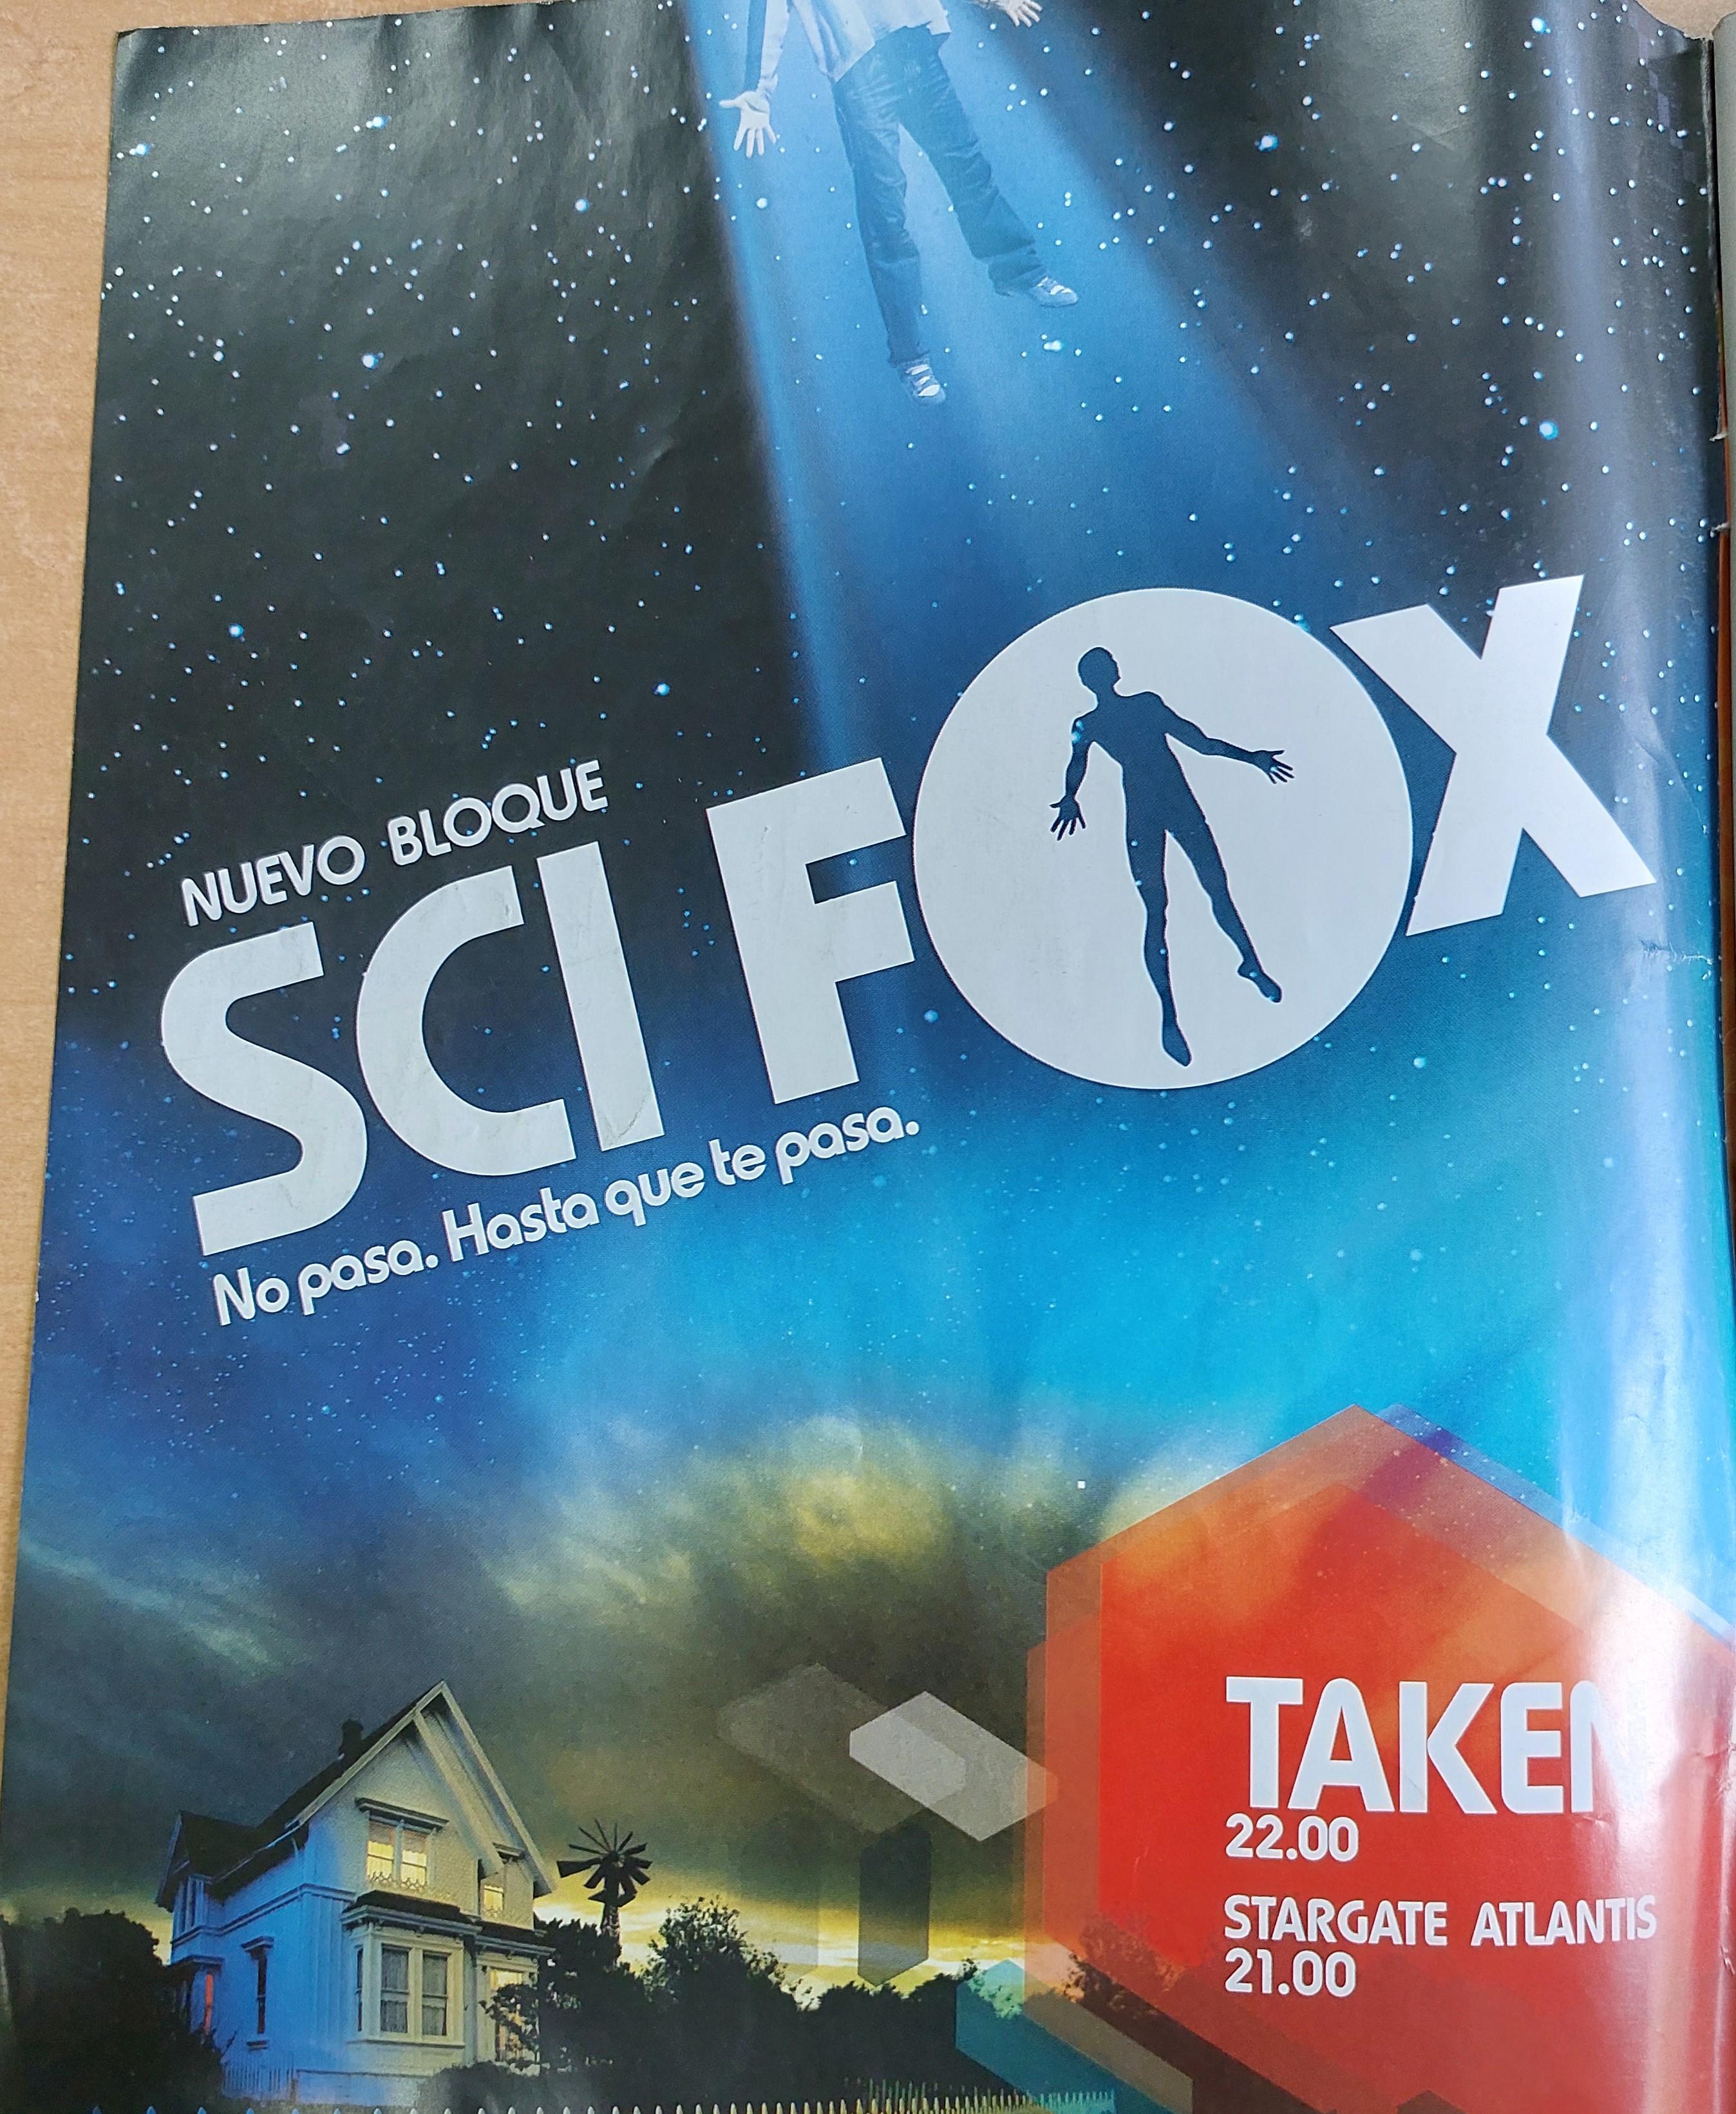 NUEVO BLOQUE
SCI FOX
No pasa. Hasta que te pasa.
TAKEN
22.00
STARGATE ATLANTIS
21.00